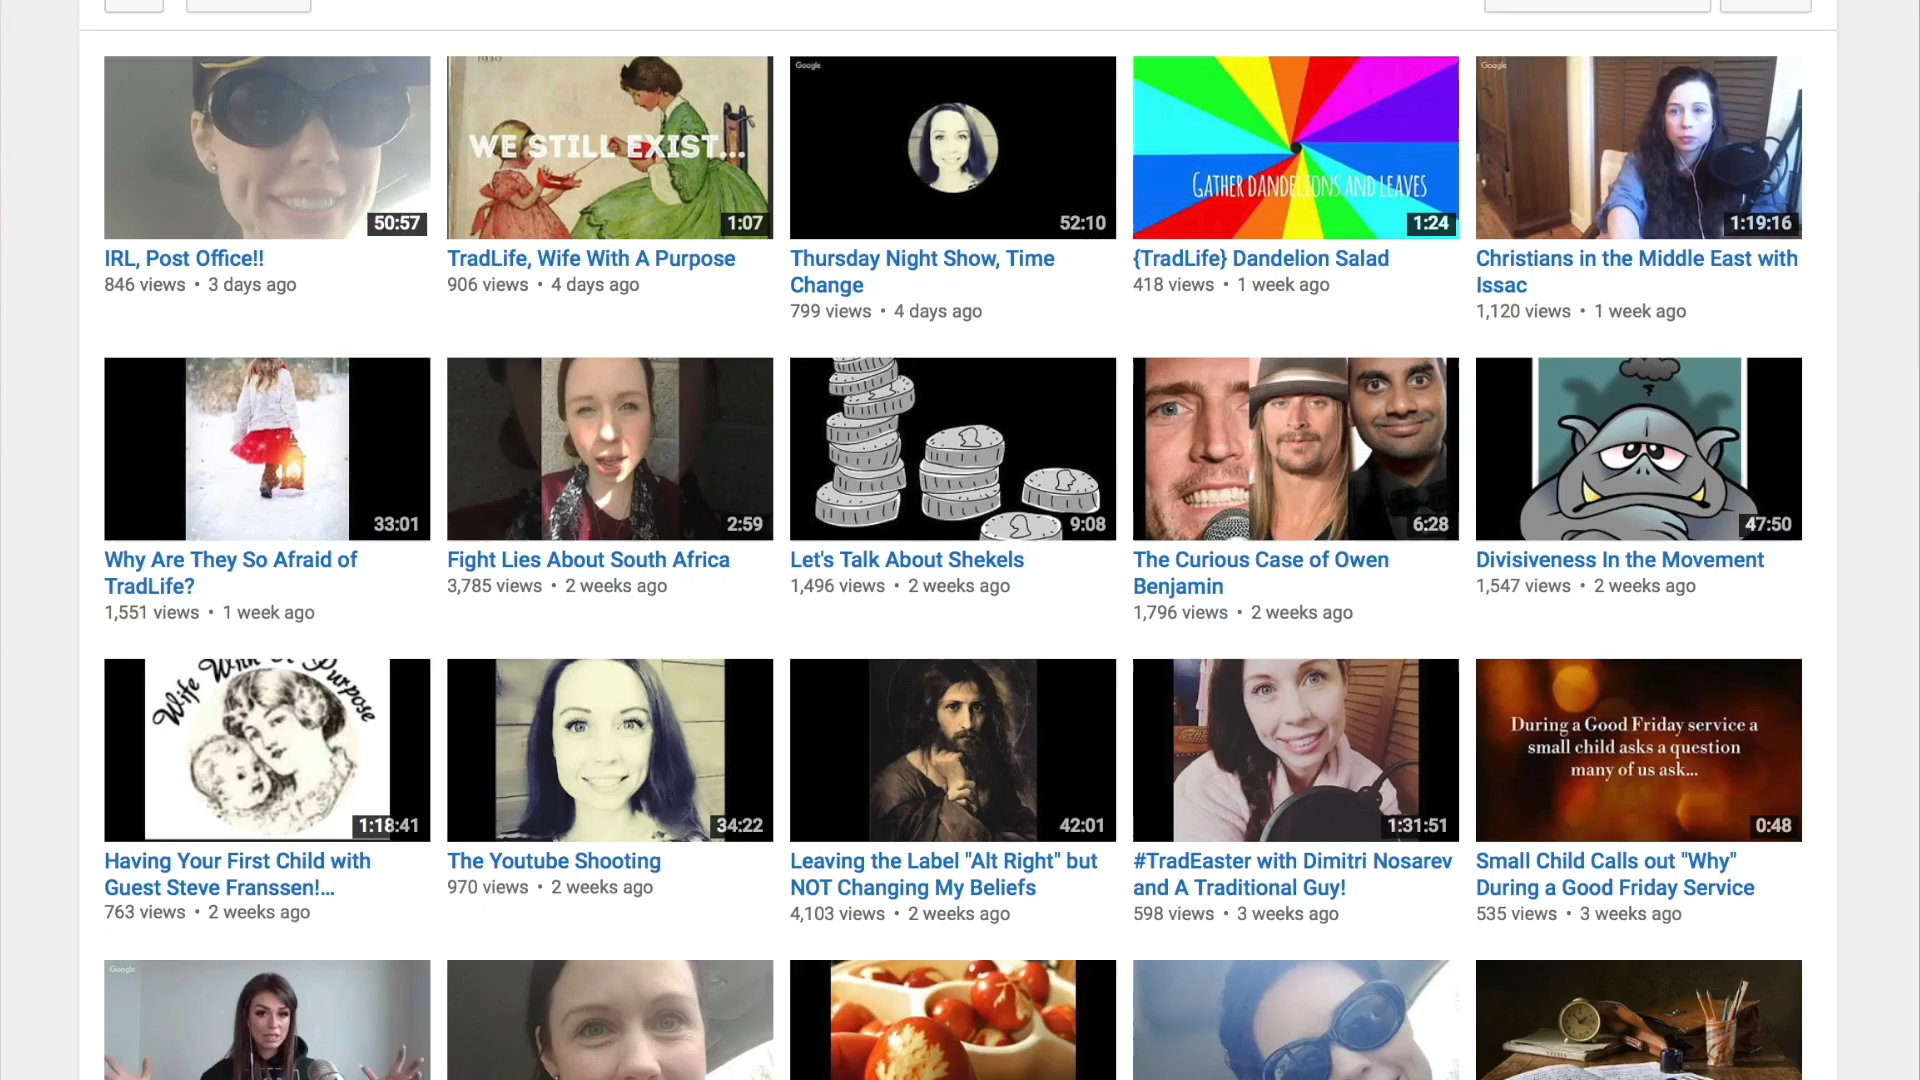 1930
WE STILL EXIST...
Google
GATHER DANDELIONS AND LEAVES
Google
50:57
1:07
52:10
1:24
1:19:16
IRL, Post Office!!
846 views • 3 days ago
TradLife, Wife With A Purpose
906 views • 4 days ago
Thursday Night Show, Time
Change
799 views • 4 days ago
{TradLife} Dandelion Salad
418 views • 1 week ago
Christians in the Middle East with
Issac
1,120 views • 1 week ago
33:01
2:59
9:08
6:28
47:50
Why Are They So Afraid of
TradLife?
1,551 views • 1 week ago
Fight Lies About South Africa
3,785 views • 2 weeks ago
Let's Talk About Shekels
1,496 views • 2 weeks ago
The Curious Case of Owen
Benjamin
1,796 views • 2 weeks ago
Divisiveness In the Movement
1,547 views • 2 weeks ago
Wife With A Purpose
During a Good Friday service a
small child asks a question
many of us ask...
1:18:41
34:22
42:01
1:31:51
0:48
Having Your First Child with
Guest Steve Franssen!...
763 views • 2 weeks ago
The Youtube Shooting
970 views • 2 weeks ago
Leaving the Label "Alt Right" but
NOT Changing My Beliefs
4,103 views • 2 weeks ago
#TradEaster with Dimitri Nosarev
and A Traditional Guy!
598 views • 3 weeks ago
Small Child Calls out "Why"
During a Good Friday Service
535 views • 3 weeks ago
Google